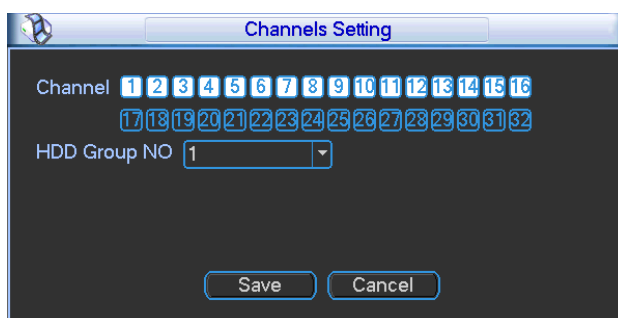 Channels Setting
Channel 1 2 3 4 5 6 7 8 9 10 11 12 13 14 15 16
17 18 19 20 21 22 23 24 25 26 27 28 29 30 31 32
HDD Group NO 1
Save Cancel